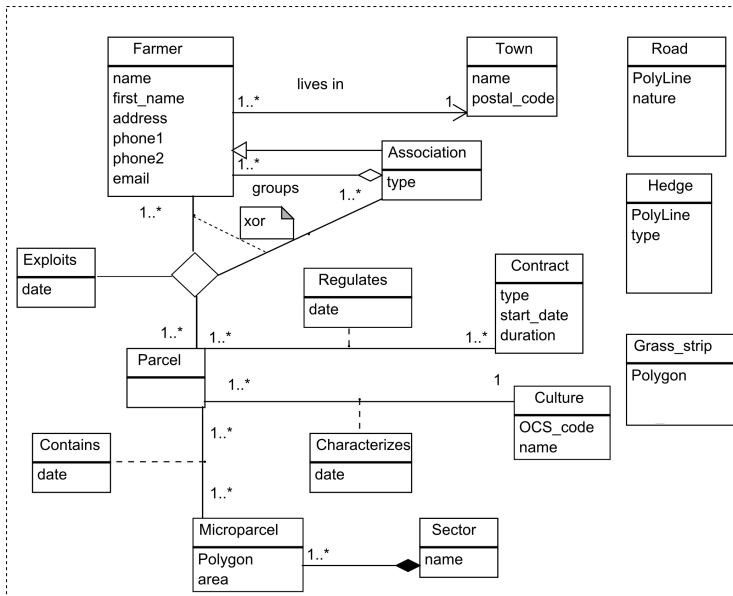 Farmer
name
first_name
address
phone1
phone2
email
lives in
1..*
1
Town
name
postal_code
Road
PolyLine
nature
1..*
groups
1..*
Association
type
Hedge
PolyLine
type
1..*
xor
Exploits
date
Regulates
date
Contract
type
start_date
duration
1..*
1..*
1..*
Parcel
Grass_strip
Polygon
1..*
1
Culture
OCS_code
name
Contains
date
1..*
1..*
Characterizes
date
Microparcel
Polygon
area
1..*
Sector
name